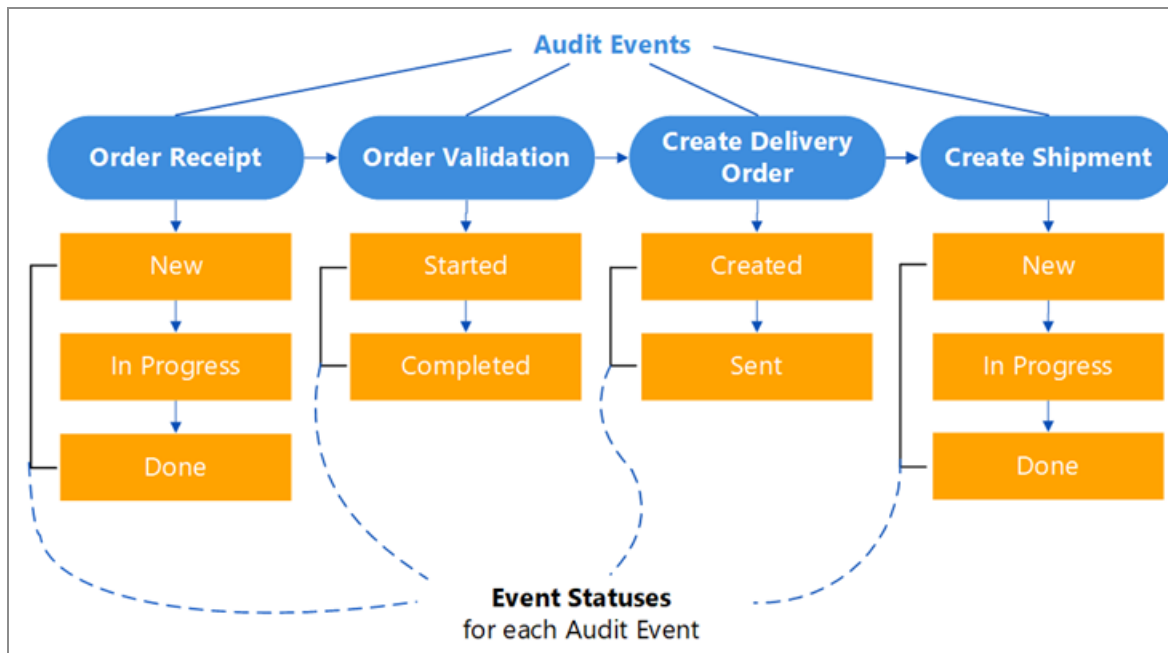 Audit Events
Order Receipt
Order Validation
Create Delivery
Order
Create Shipment
New
Started
Created
New
In Progress
Completed
Sent
In Progress
Done
Done
Event Statuses
for each Audit Event